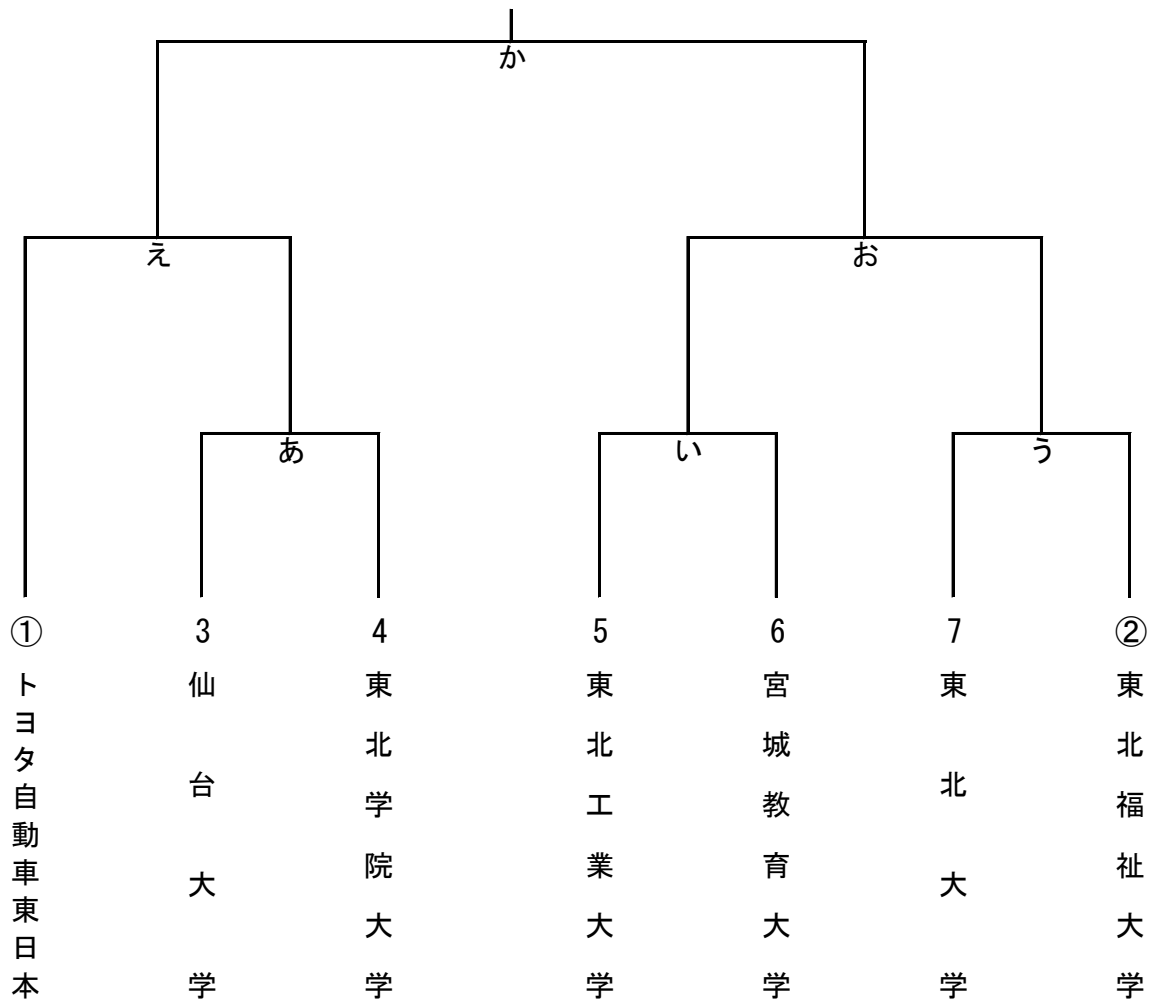 か
え
お
あ
い
う
①
3
4
5
6
7
②
トヨタ自動車東日本
仙台大学
東北学院大学
東北工業大学
宮城教育大学
東北大学
東北福祉大学